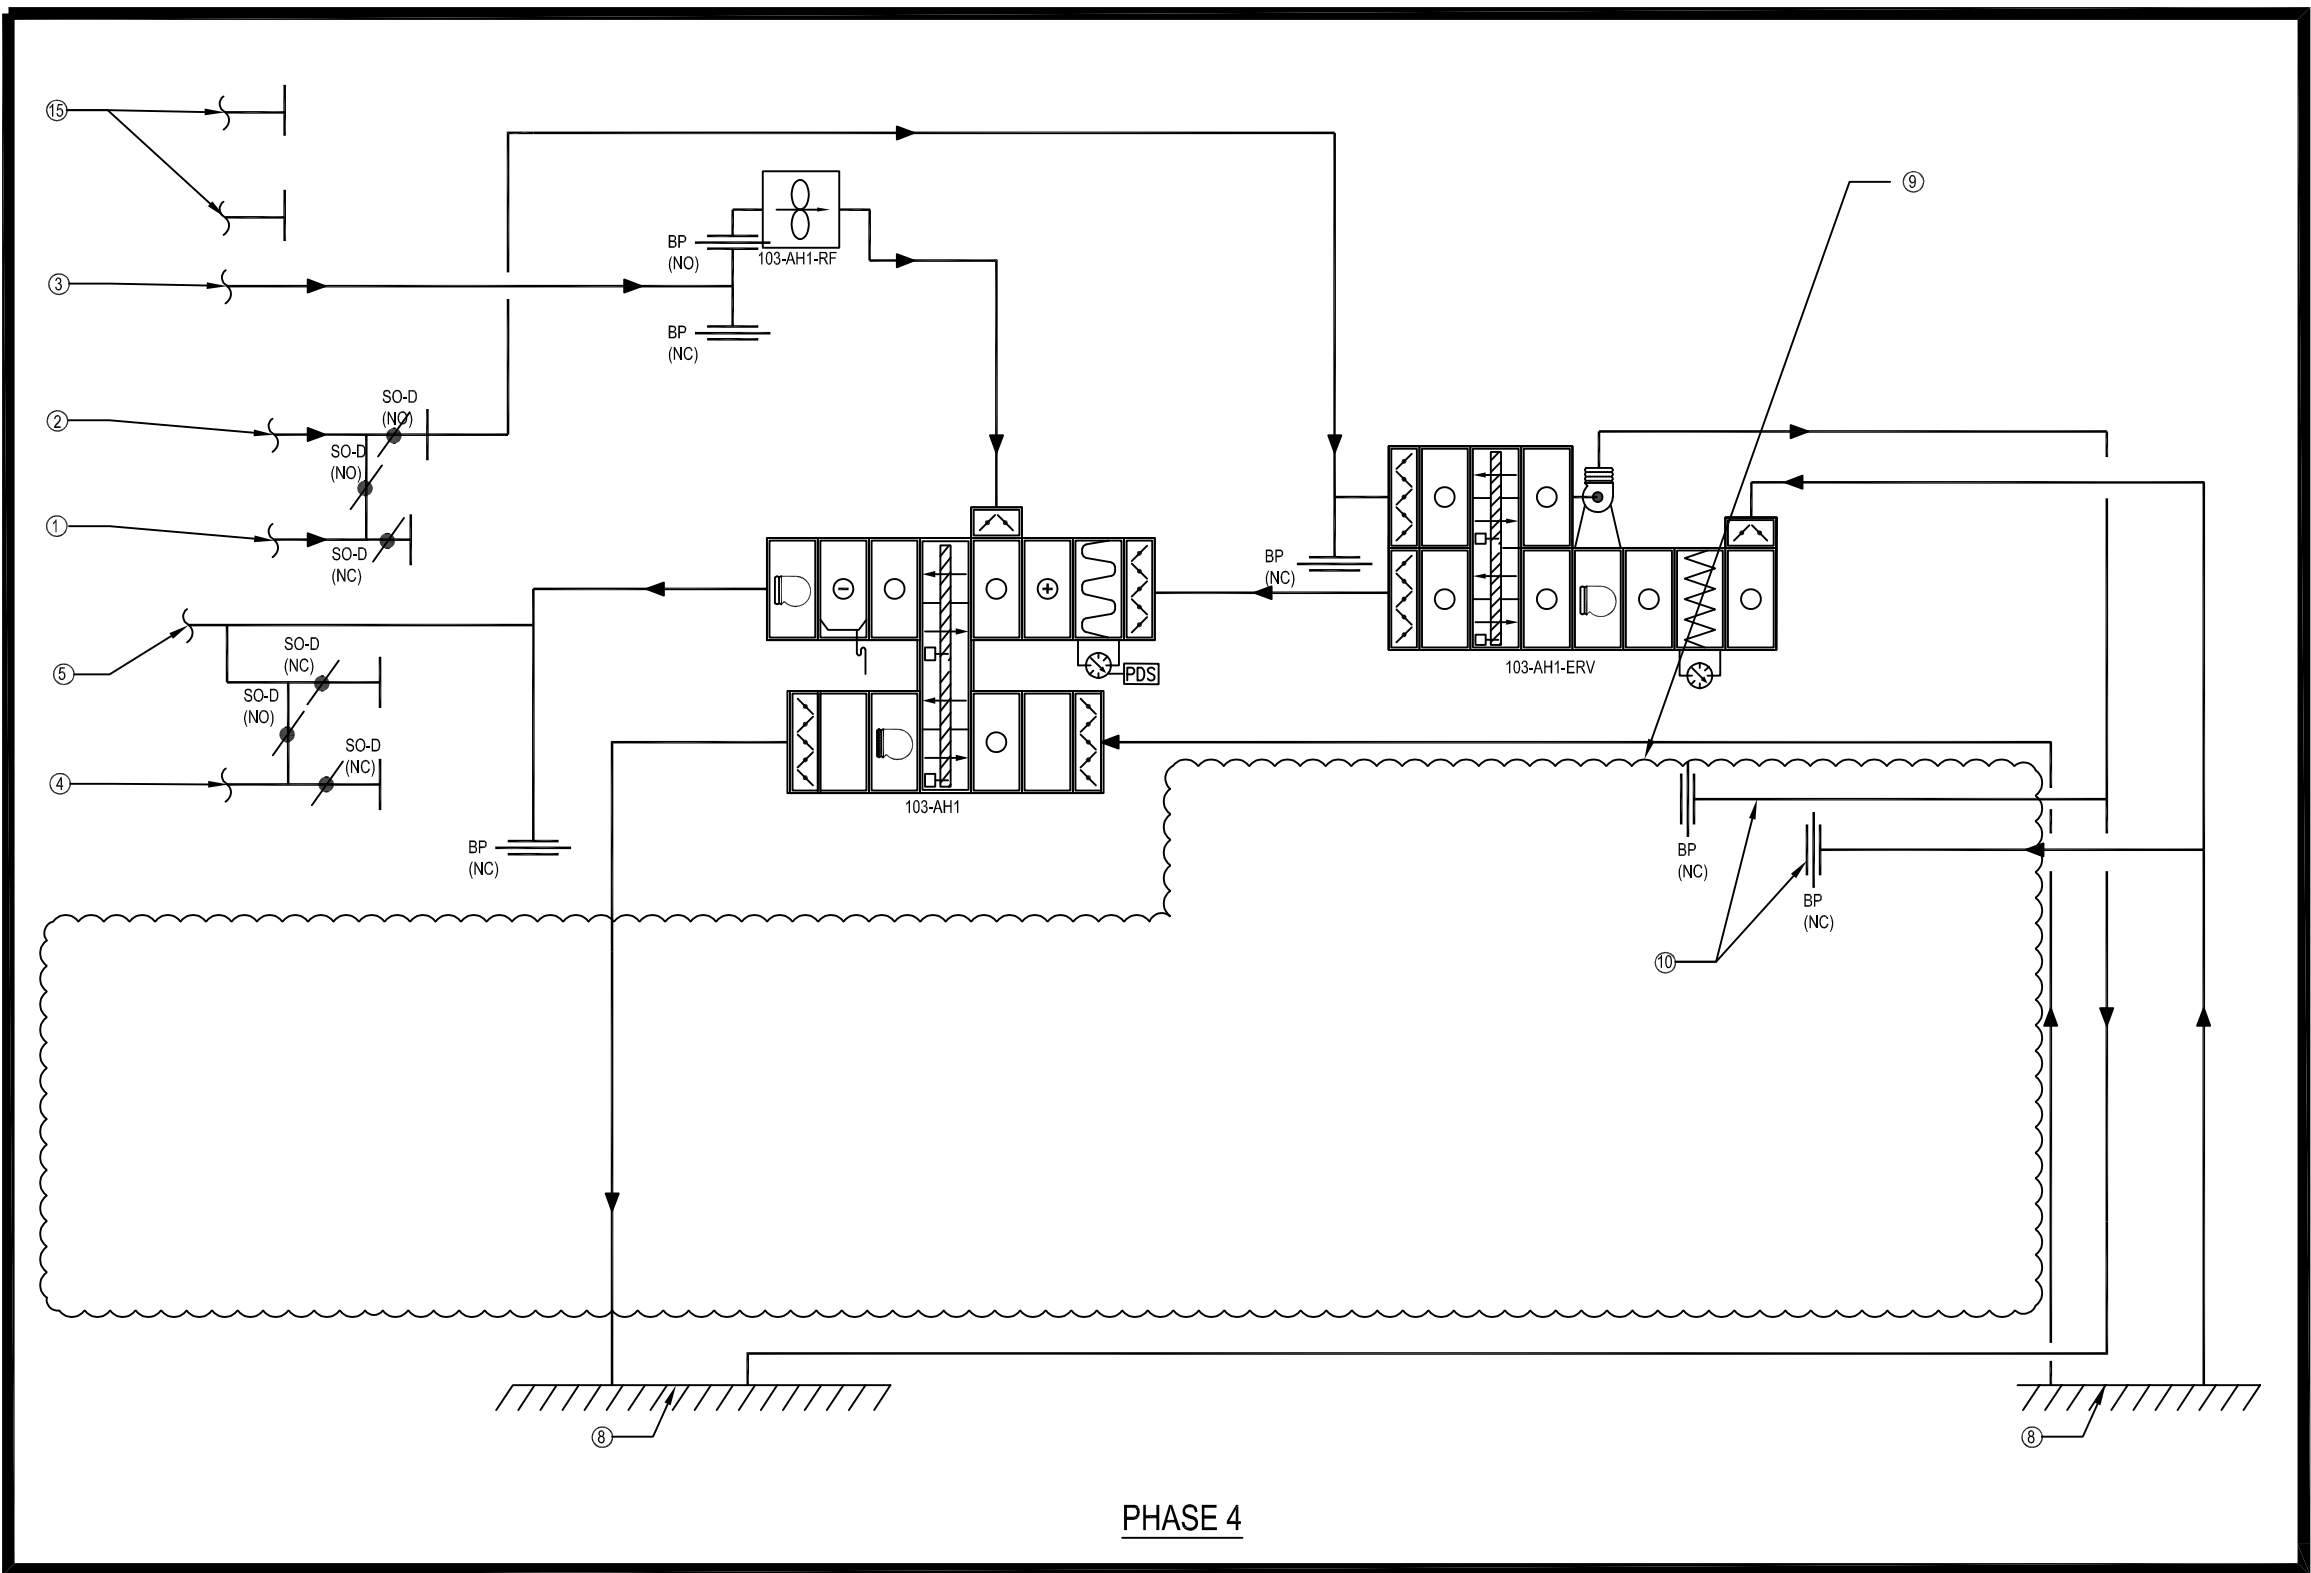 15
9
BP
(NO)
103-AH1-RF
3
BP
(NC)
SO-D
(NO)
2
SO-D
(NO)
1
SO-D
(NC)
BP
(NC)
5
SO-D
(NC)
SO-D
(NO)
PDS
103-AH1-ERV
SO-D
(NC)
4
103-AH1
BP
(NC)
BP
(NC)
BP
(NC)
10
8
8
PHASE 4